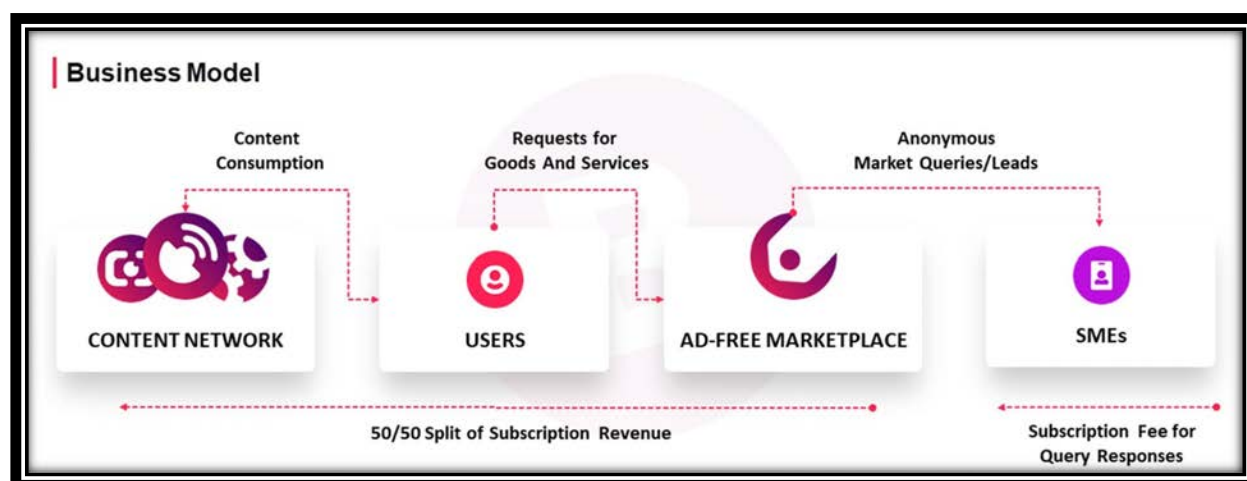 Business Model
Content
Consumption
Requests for
Goods And Services
Anonymous
Market Queries/Leads
CONTENT NETWORK
USERS
AD-FREE MARKETPLACE
SMEs
50/50 Split of Subscription Revenue
Subscription Fee for
Query Responses